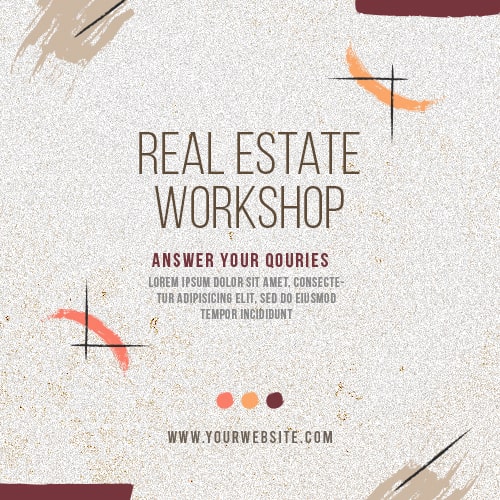 REAL ESTATE
WORKSHOP
ANSWER YOUR QOURIES
LOREM IPSUM DOLOR SIT AMET, CONSECTE-
TUR ADIPISICING ELIT, SED DO EIUSMOD
TEMPOR INCIDIDUNT
WWW.YOURWEBSITE.COM